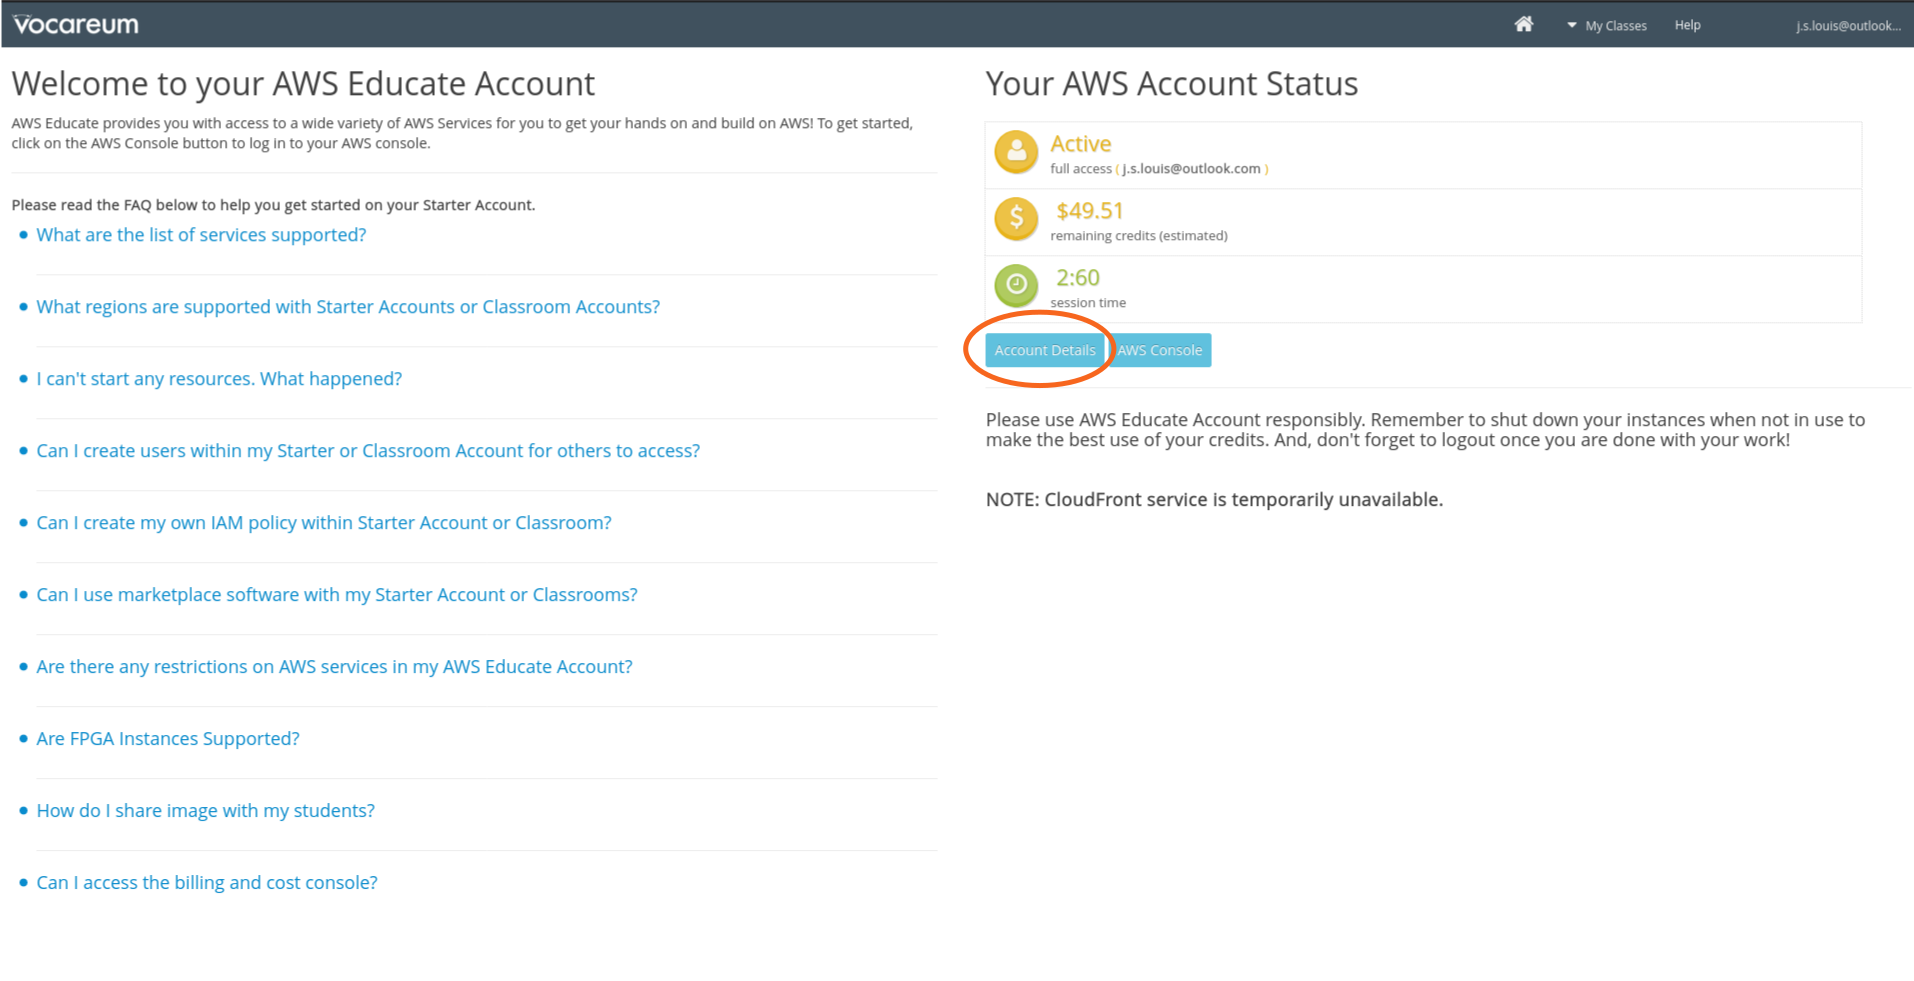 Vocareum
My Classes
Help
j.s.louis@outlook...
Welcome to your AWS Educate Account
AWS Educate provides you with access to a wide variety of AWS Services for you to get your hands on and build on AWS! To get started,
click on the AWS Console button to log in to your AWS console.
Please read the FAQ below to help you get started on your Starter Account.
What are the list of services supported?
What regions are supported with Starter Accounts or Classroom Accounts?
I can't start any resources. What happened?
Can I create users within my Starter or Classroom Account for others to access?
Can I create my own IAM policy within Starter Account or Classroom?
Can I use marketplace software with my Starter Account or Classrooms?
Are there any restrictions on AWS services in my AWS Educate Account?
Are FPGA Instances Supported?
How do I share image with my students?
Can I access the billing and cost console?
Your AWS Account Status
Active
full access ( j.s.louis@outlook.com )
$
$49.51
remaining credits (estimated)
2:60
session time
Account Details
AWS Console
Please use AWS Educate Account responsibly. Remember to shut down your instances when not in use to
make the best use of your credits. And, don't forget to logout once you are done with your work!
NOTE: CloudFront service is temporarily unavailable.